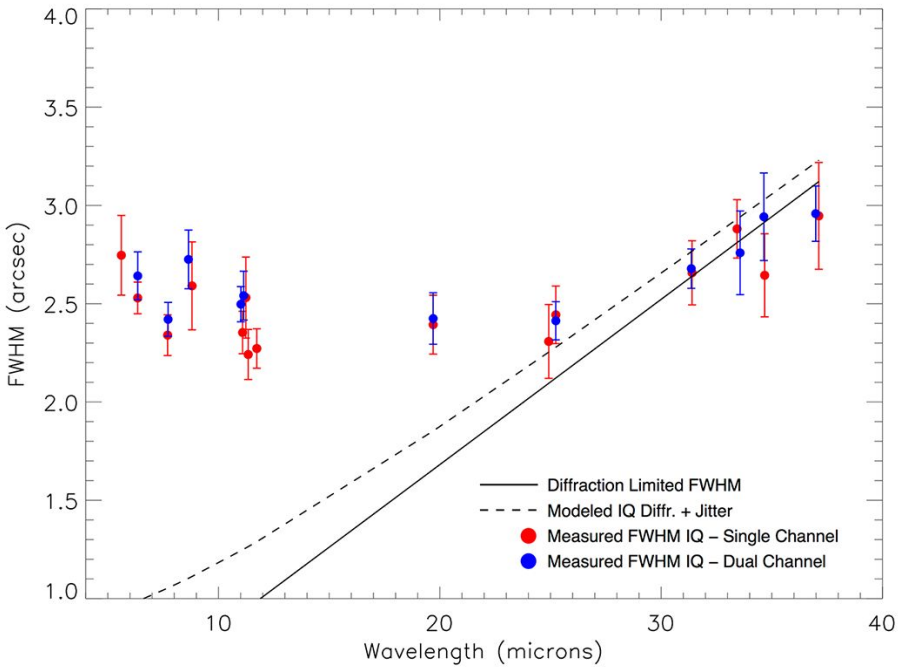 4.0
3.5
3.0
2.5
2.0
1.5
1.0
FWHM (arcsec)
Diffraction Limited FWHM
Modeled IQ Diffr. + Jitter
Measured FWHM IQ – Single Channel
Measured FWHM IQ – Dual Channel
10 20 30 40
Wavelength (microns)